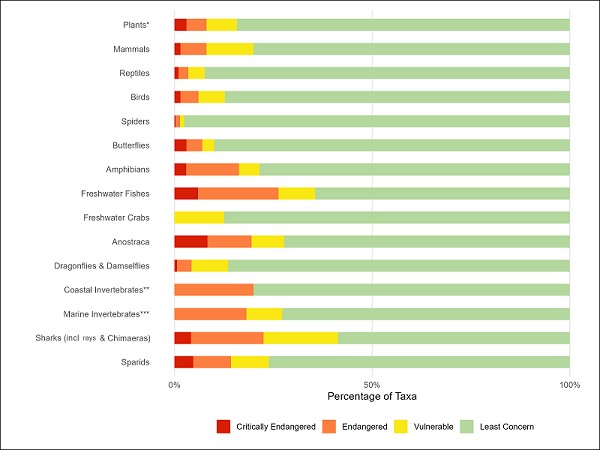 Plants*
Mammals
Reptiles
Birds
Spiders
Butterflies
Amphibians
Freshwater Fishes
Freshwater Crabs
Anostraca
Dragonflies & Damselflies
Coastal Invertebrates**
Marine Invertebrates***
Sharks (incl rays & Chimaeras)
Sparids
0% 50% 100%
Percentage of Taxa
Critically Endangered Endangered Vulnerable Least Concern